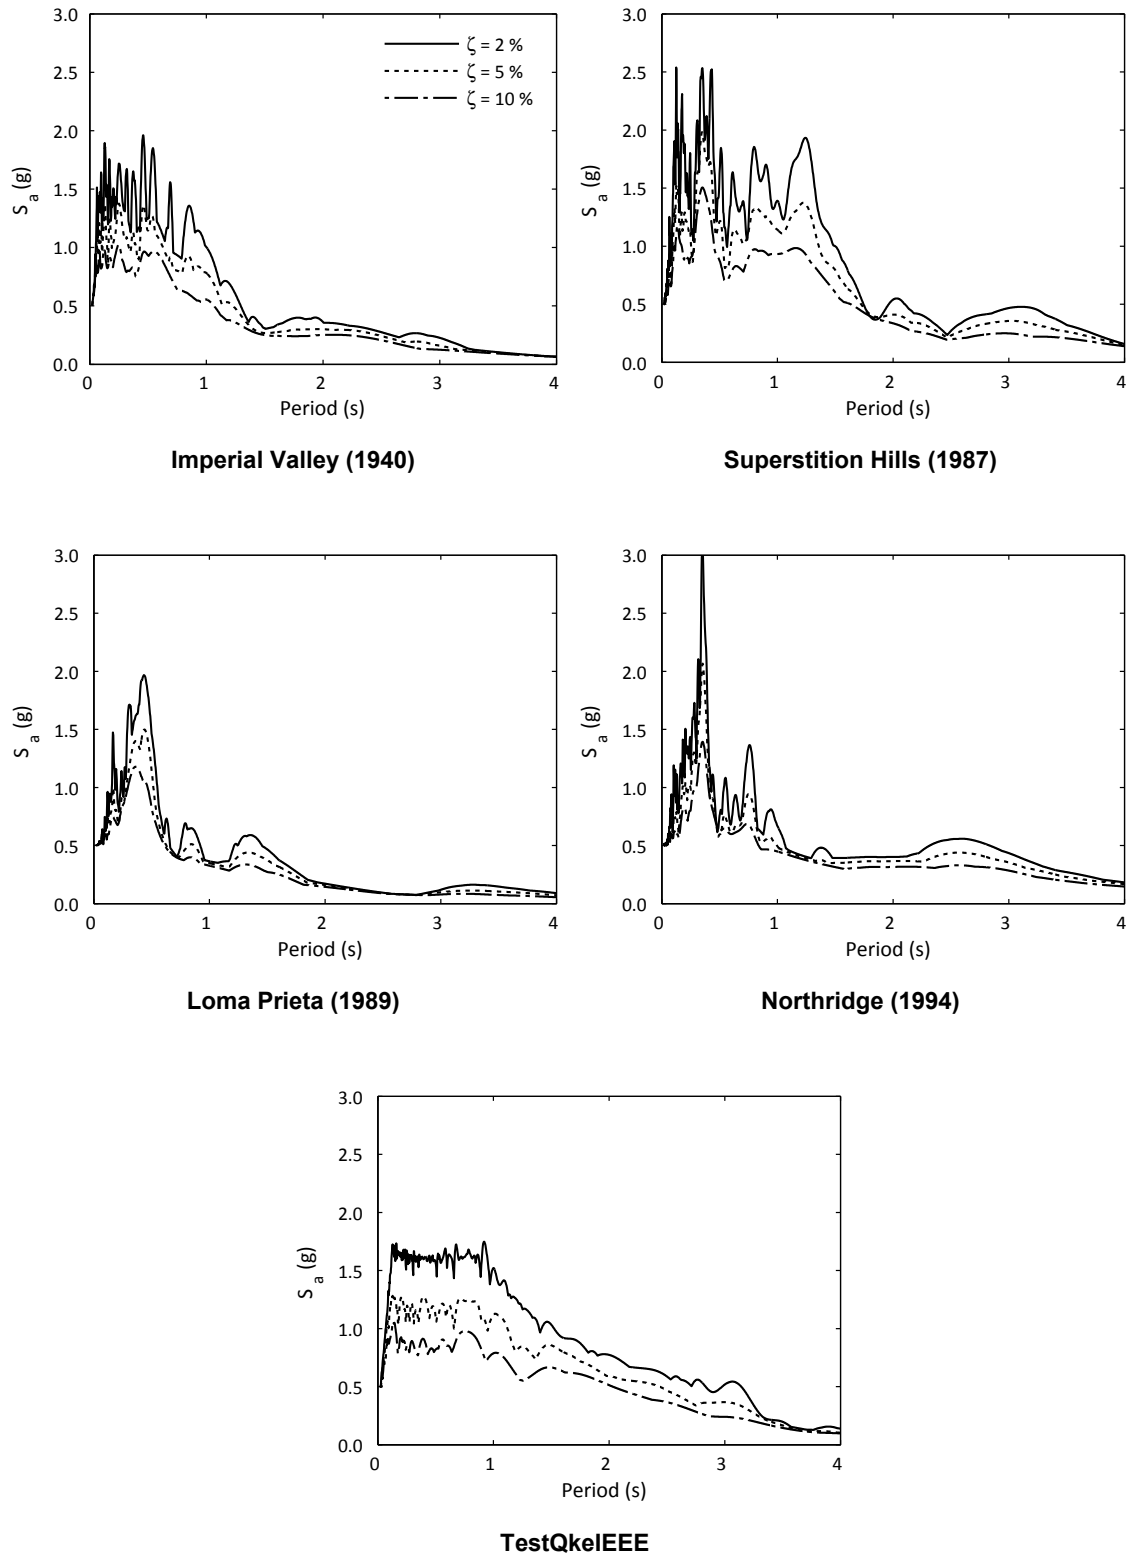 3.0
2.5
2.0
1.5
1.0
0.5
0.0
S a (g)
ζ = 2 %
ζ = 5 %
ζ = 10 %
0 1 2 3 4
Period (s)
Imperial Valley (1940)
3.0
2.5
2.0
1.5
1.0
0.5
0.0
S a (g)
0 1 2 3 4
Period (s)
Superstition Hills (1987)
3.0
2.5
2.0
1.5
1.0
0.5
0.0
S a (g)
0 1 2 3 4
Period (s)
Loma Prieta (1989)
3.0
2.5
2.0
1.5
1.0
0.5
0.0
S a (g)
0 1 2 3 4
Period (s)
Northridge (1994)
3.0
2.5
2.0
1.5
1.0
0.5
0.0
S a (g)
0 1 2 3 4
Period (s)
TestQkeIEEE